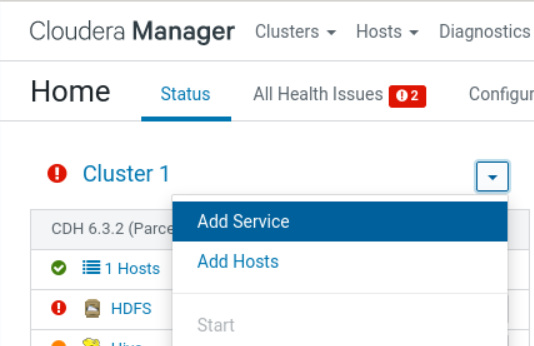 Cloudera Manager Clusters Hosts Diagnostics
Home Status All Health Issues 2
Cluster 1
Add Service
CDH 6.3.2
Add Hosts
1 Hosts
HDFS
Start